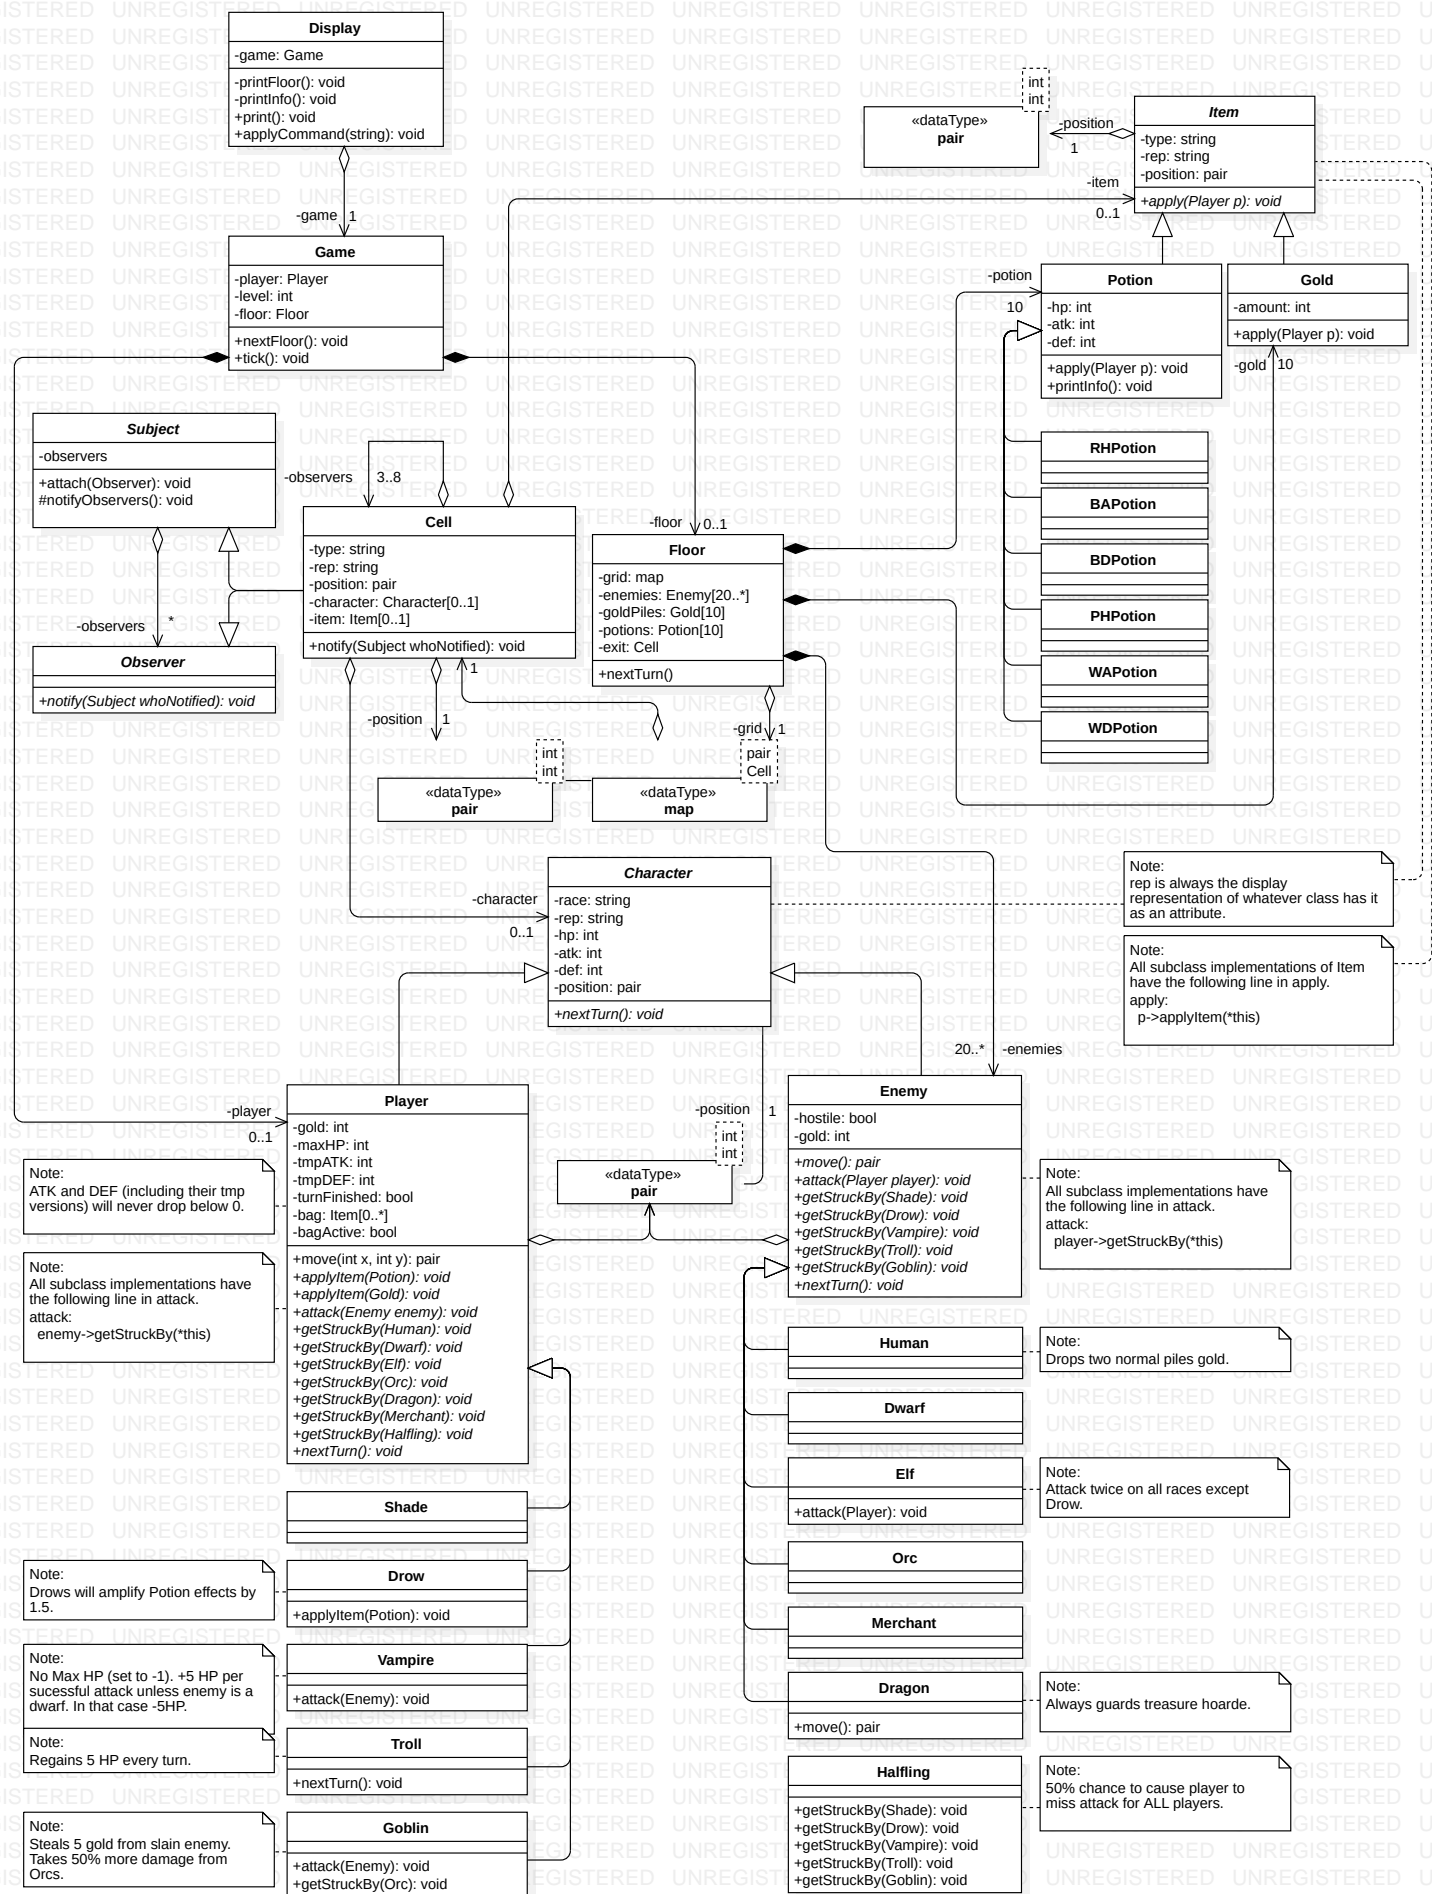 Display
-game: Game
-printFloor(): void
-printInfo(): void
+print(): void
+applyCommand(string): void
-game 1
Game
-player: Player
-level: int
-floor: Floor
+nextFloor(): void
+tick(): void
int
int
«dataType»
pair
-position
1
Item
-type: string
-rep: string
-position: pair
+apply(Player p): void
-item
0..1
-potion
10
Potion
-hp: int
-atk: int
-def: int
+apply(Player p): void
+printInfo(): void
Gold
-amount: int
+apply(Player p): void
-gold 10
RHPotion
BAPotion
BDPotion
PHPotion
WAPotion
WDPotion
Subject
-observers
+attach(Observer): void
#notifyObservers(): void
-observers
*
Observer
+notify(Subject whoNotified): void
-observers 3..8
Cell
-type: string
-rep: string
-position: pair
-character: Character[0..1]
-item: Item[0..1]
+notify(Subject whoNotified): void
-floor 0..1
Floor
-grid: map
-enemies: Enemy[20..*]
-goldPiles: Gold[10]
-potions: Potion[10]
-exit: Cell
+nextTurn()
1
-position 1
-grid 1
int
int
«dataType»
pair
pair
Cell
«dataType»
map
-character
0..1
Character
-race: string
-rep: string
-hp: int
-atk: int
-def: int
-position: pair
+nextTurn(): void
Note:
rep is always the display
representation of whatever class has it
as an attribute.
Note:
All subclass implementations of Item
have the following line in apply.
apply:
p->applyItem(*this)
20..* -enemies
-player
0..1
Player
-gold: int
-maxHP: int
-tmpATK: int
-tmpDEF: int
-turnFinished: bool
-bag: Item[0..*]
-bagActive: bool
+move(int x, int y): pair
+applyItem(Potion): void
+applyItem(Gold): void
+attack(Enemy enemy): void
+getStruckBy(Human): void
+getStruckBy(Dwarf): void
+getStruckBy(Elf): void
+getStruckBy(Orc): void
+getStruckBy(Dragon): void
+getStruckBy(Merchant): void
+getStruckBy(Halfling): void
+nextTurn(): void
Note:
ATK and DEF (including their tmp
versions) will never drop below 0.
Note:
All subclass implementations have
the following line in attack.
attack:
enemy->getStruckBy(*this)
-position 1
int
int
«dataType»
pair
Enemy
-hostile: bool
-gold: int
+move(): pair
+attack(Player player): void
+getStruckBy(Shade): void
+getStruckBy(Drow): void
+getStruckBy(Vampire): void
+getStruckBy(Troll): void
+getStruckBy(Goblin): void
+nextTurn(): void
Note:
All subclass implementations have
the following line in attack.
attack:
player->getStruckBy(*this)
Human
Note:
Drops two normal piles gold.
Dwarf
Elf
+attack(Player): void
Note:
Attack twice on all races except
Drow.
Orc
Merchant
Dragon
+move(): pair
Note:
Always guards treasure hoarde.
Halfling
+getStruckBy(Shade): void
+getStruckBy(Drow): void
+getStruckBy(Vampire): void
+getStruckBy(Troll): void
+getStruckBy(Goblin): void
Note:
50% chance to cause player to
miss attack for ALL players.
Shade
Note:
Drows will amplify Potion effects by
1.5.
Drow
+applyItem(Potion): void
Note:
No Max HP (set to -1). +5 HP per
sucessful attack unless enemy is a
dwarf. In that case -5HP.
Vampire
+attack(Enemy): void
Note:
Regains 5 HP every turn.
Troll
+nextTurn(): void
Note:
Steals 5 gold from slain enemy.
Takes 50% more damage from
Orcs.
Goblin
+attack(Enemy): void
+getStruckBy(Orc): void